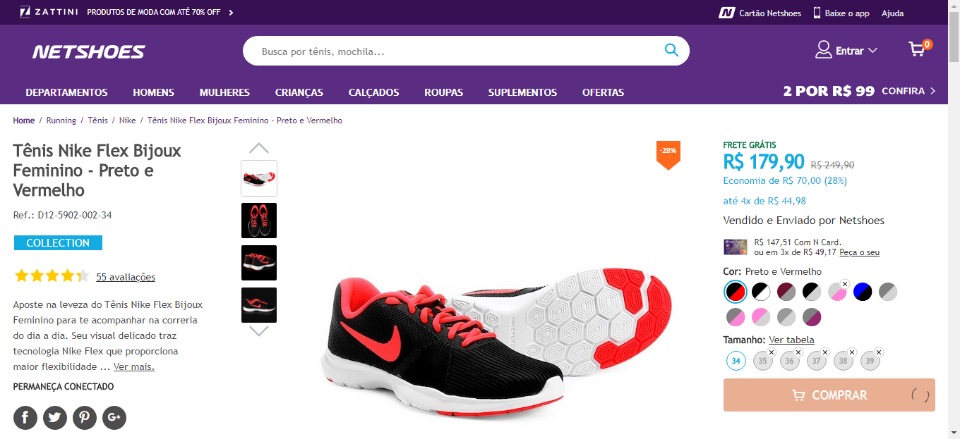 ZATTINI PRODUTOS DE MODA COM ATÉ 70% OFF
Cartão Netshoes Baixe o app Ajuda
NETSHOES
Busca por tênis, mochila...
Entrar
0
DEPARTAMENTOS HOMENS MULHERES CRIANÇAS CALÇADOS ROUPAS SUPLEMENTOS OFERTAS
2 POR R$ 99 CONFIRA
Home / Running / Tênis / Nike / Tênis Nike Flex Bijoux Feminino - Preto e Vermelho
Tênis Nike Flex Bijoux
Feminino - Preto e
Vermelho
Ref.: D12-5902-002-34
COLLECTION
55 avaliações
Aposte na leveza do Tênis Nike Flex Bijoux
Feminino para te acompanhar na correria
do dia a dia. Seu visual delicado traz
tecnologia Nike Flex que proporciona
maior flexibilidade ... Ver mais.
PERMANEÇA CONECTADO
-28%
FRETE GRÁTIS
R$ 179,90 R$ 249,90
Economia de R$ 70,00 (28%)
até 4x de R$ 44,98
Vendido e Enviado por Netshoes
R$ 147,51 Com N Card.
ou em 3x de R$ 49,17 Peça o seu
Cor: Preto e Vermelho
Tamanho: Ver tabela
34 35 36 37 38 39
COMPRAR